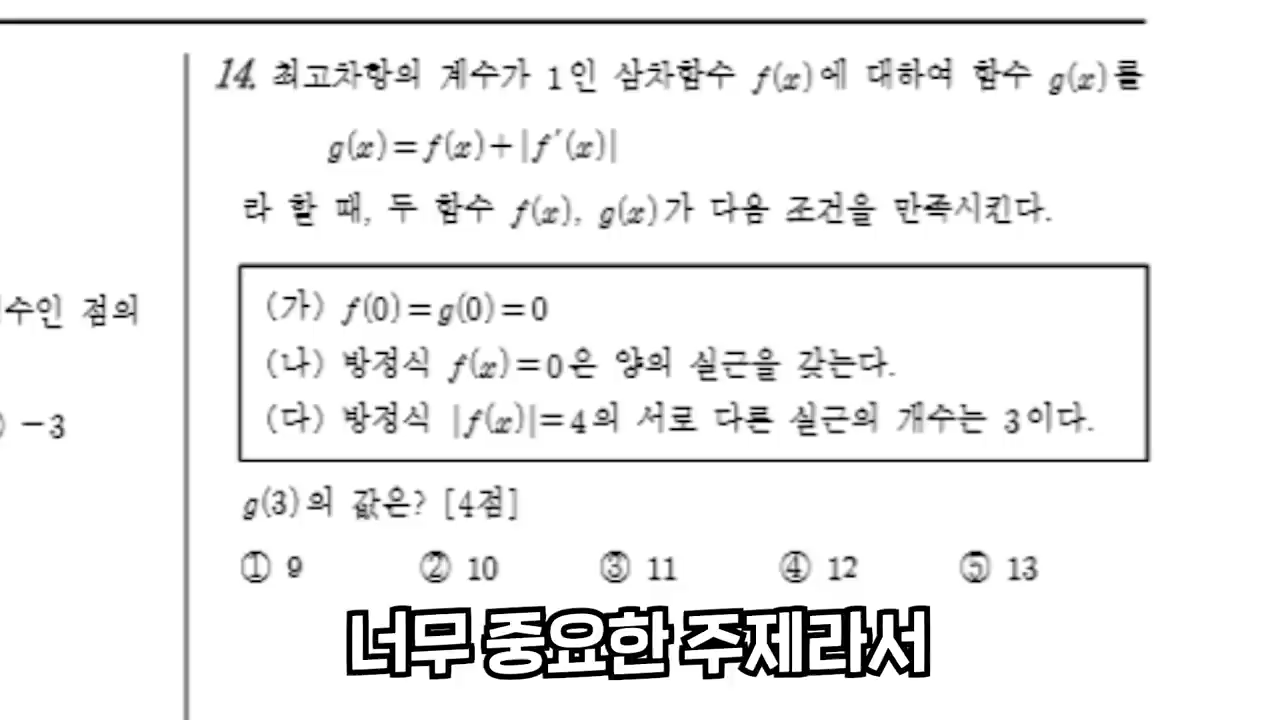 14. 최고차항의 계수가 1인 삼차함수 f(x)에 대하여 함수 g(x)를
g(x)=f(x)+|f′(x)|
라 할 때, 두 함수 f(x), g(x)가 다음 조건을 만족시킨다.
(가) f(0)=g(0)=0
(나) 방정식 f(x)=0은 양의 실근을 갖는다.
(다) 방정식 |f(x)|=4의 서로 다른 실근의 개수는 3이다.
g(3)의 값은? [4점]
① 9 ② 10 ③ 11 ④ 12 ⑤ 13
수인 점의
-3
너무 중요한 주제라서